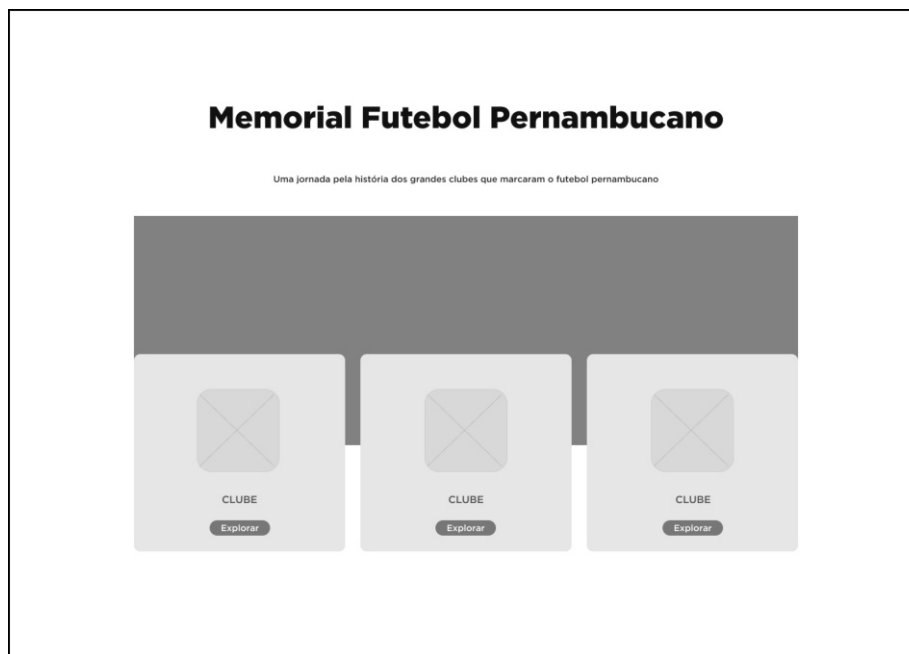 Memorial Futebol Pernambucano
Uma jornada pela história dos grandes clubes que marcaram o futebol pernambucano
CLUBE
Explorar
CLUBE
Explorar
CLUBE
Explorar